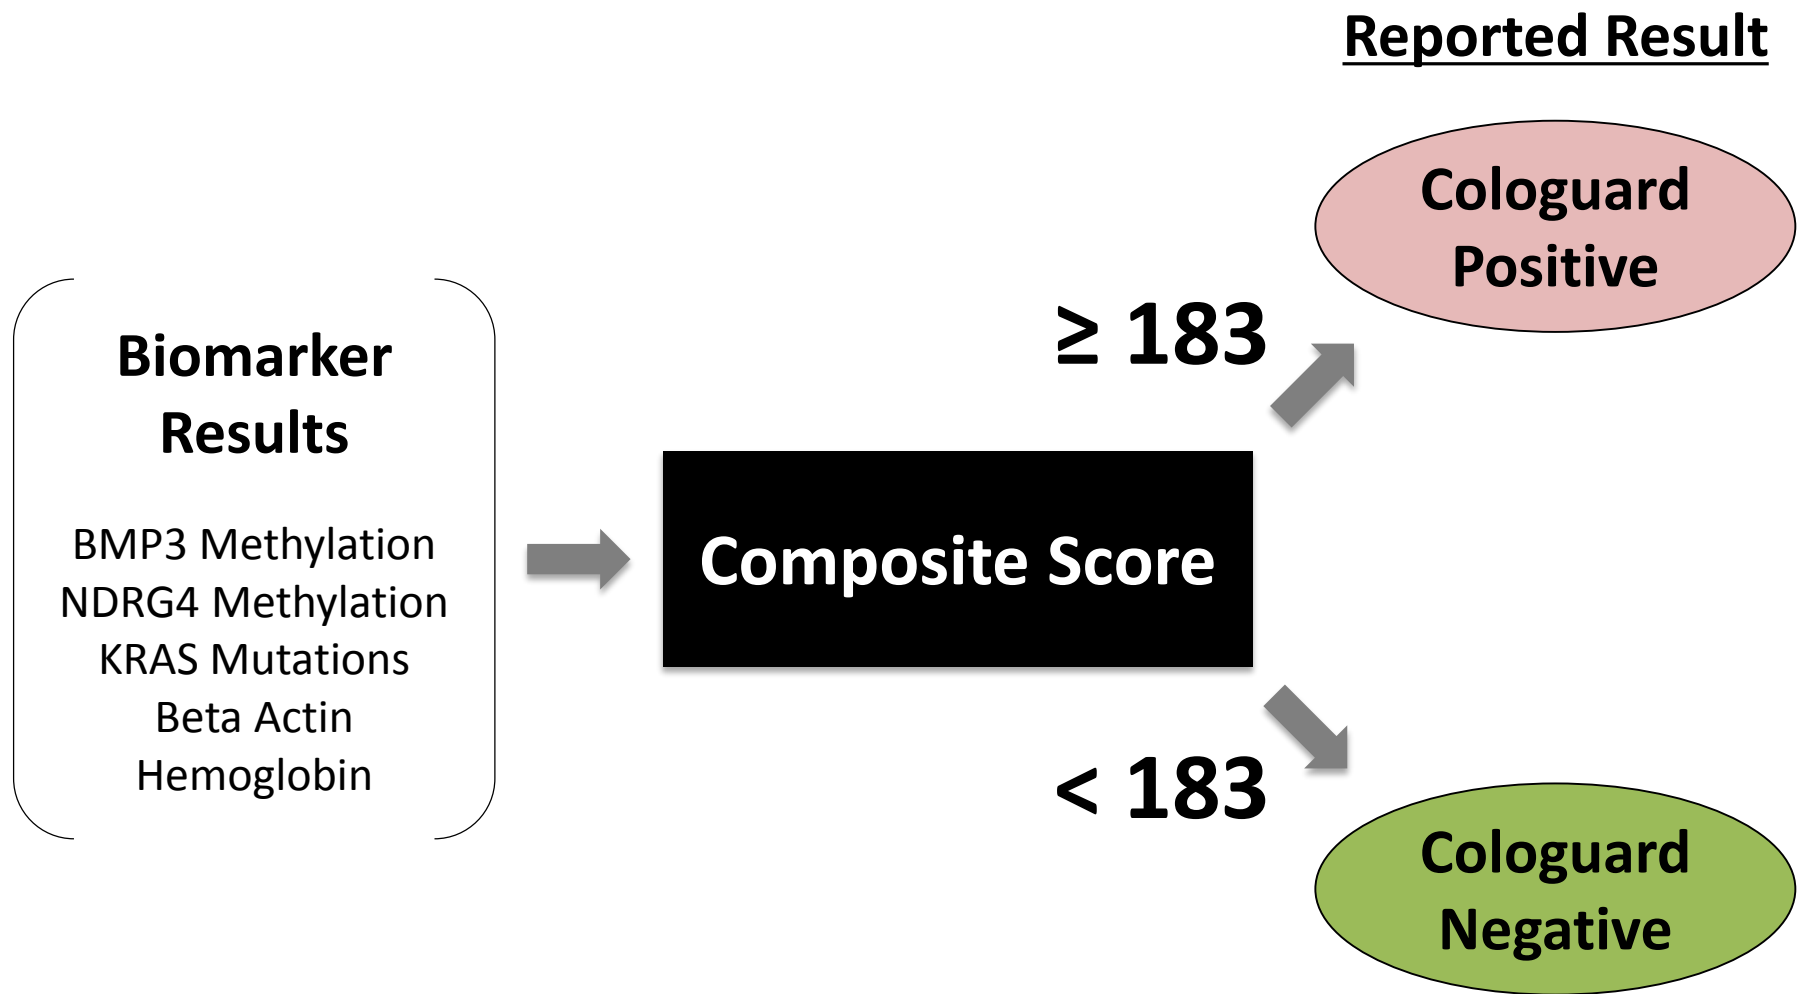 Reported Result
Cologuard
Positive
≥ 183
Biomarker
Results
BMP3 Methylation
NDRG4 Methylation
KRAS Mutations
Beta Actin
Hemoglobin
Composite Score
< 183
Cologuard
Negative